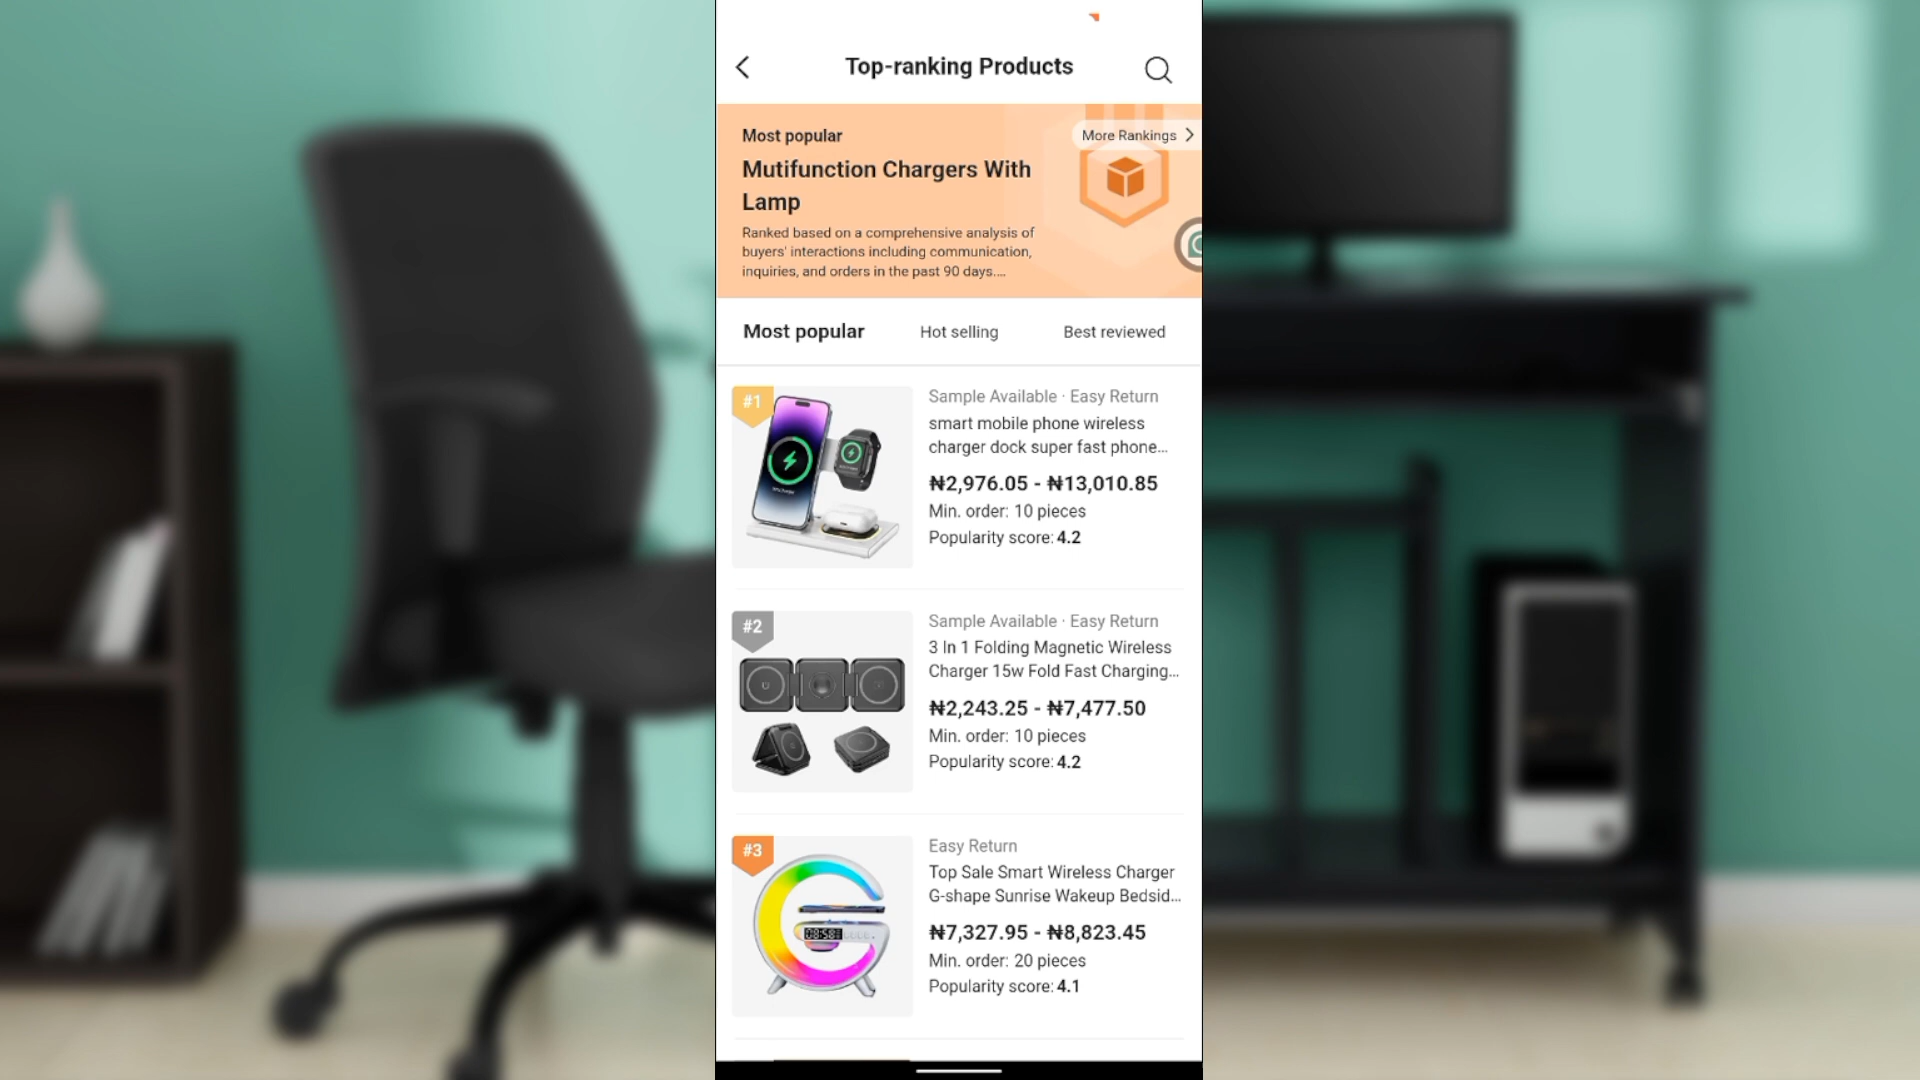 Top-ranking Products
Most popular
More Rankings
Mutifunction Chargers With
Lamp
Ranked based on a comprehensive analysis of
buyers' interactions including communication,
inquiries, and orders in the past 90 days....
Most popular
Hot selling
Best reviewed
#1
Sample Available · Easy Return
smart mobile phone wireless
charger dock super fast phone...
₦2,976.05 - ₦13,010.85
Min. order: 10 pieces
Popularity score: 4.2
#2
Sample Available · Easy Return
3 In 1 Folding Magnetic Wireless
Charger 15w Fold Fast Charging...
₦2,243.25 - ₦7,477.50
Min. order: 10 pieces
Popularity score: 4.2
#3
Easy Return
Top Sale Smart Wireless Charger
G-shape Sunrise Wakeup Bedsid...
08:58
₦7,327.95 - ₦8,823.45
Min. order: 20 pieces
Popularity score: 4.1